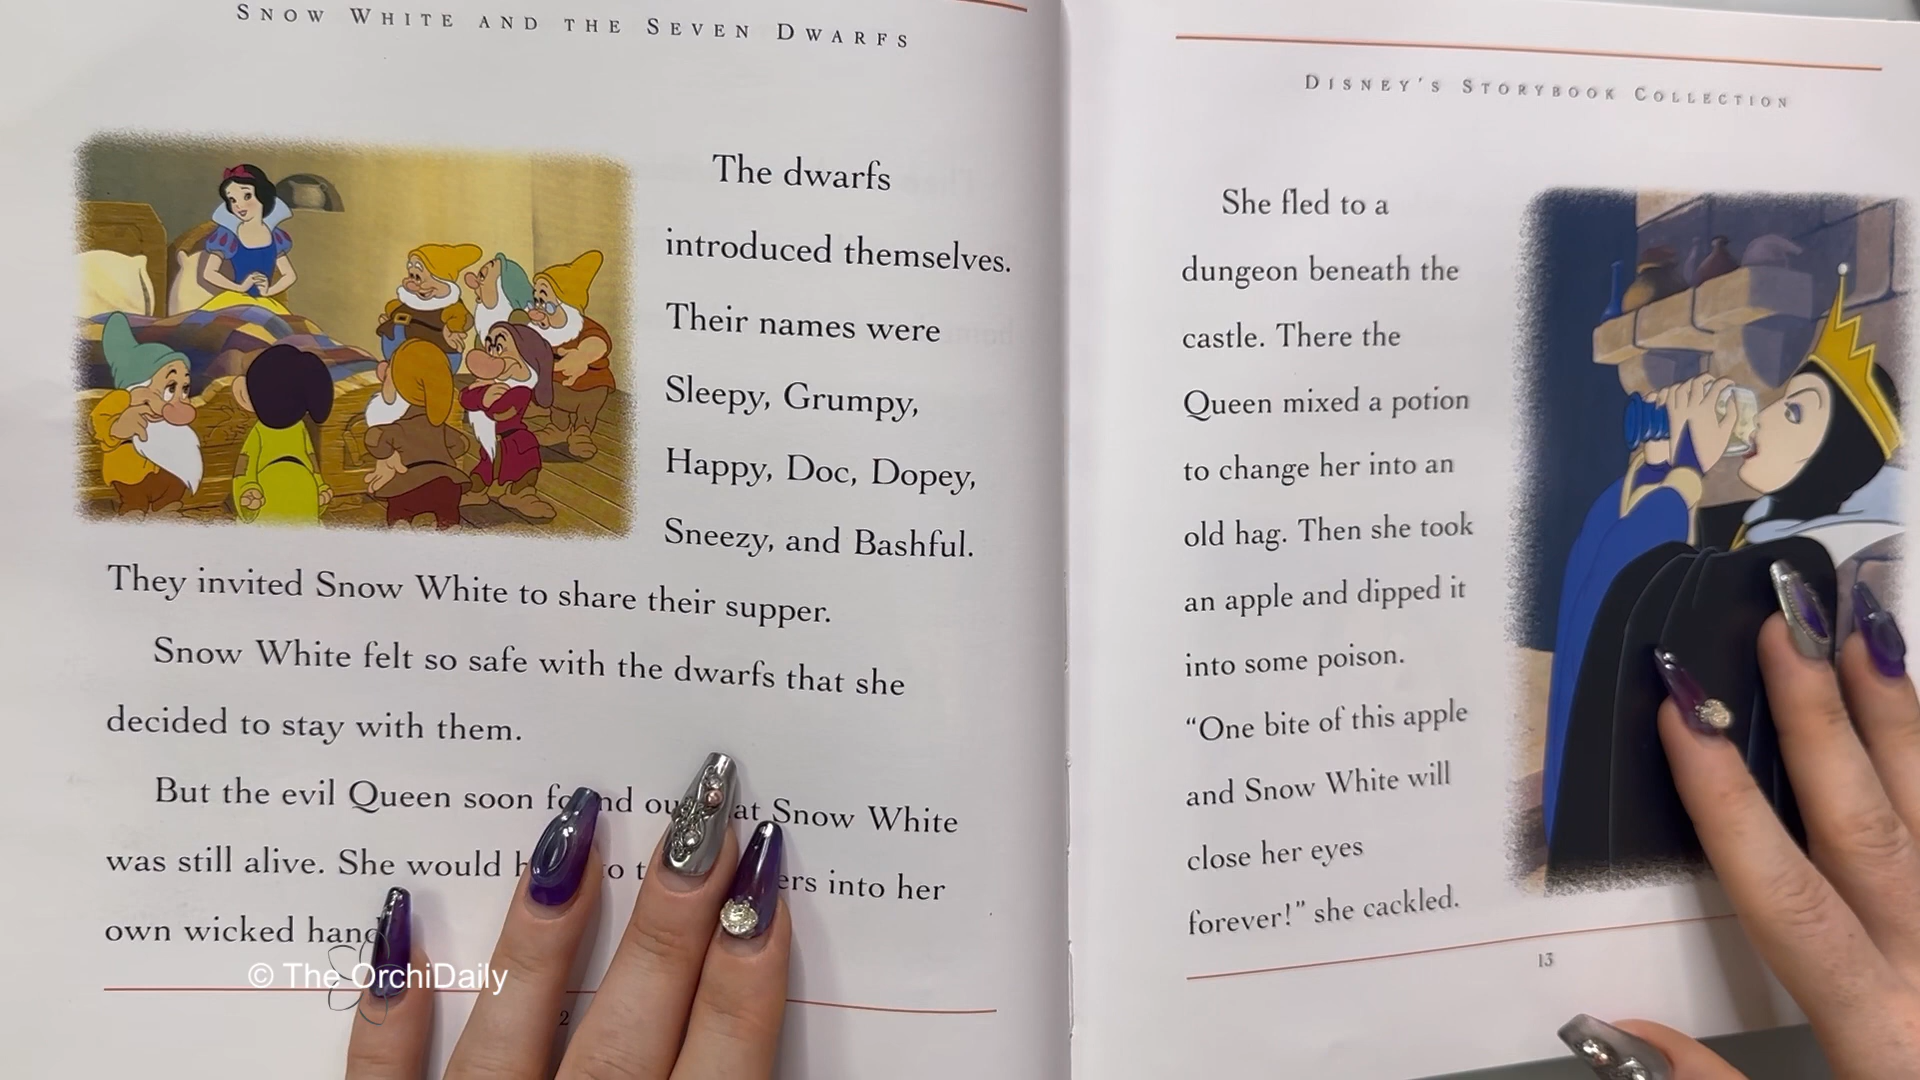 SNOW WHITE AND THE SEVEN DWARFS
The dwarfs
introduced themselves.
Their names were
Sleepy, Grumpy,
Happy, Doc, Dopey,
Sneezy, and Bashful.
They invited Snow White to share their supper.
Snow White felt so safe with the dwarfs that she
decided to stay with them.
But the evil Queen soon at Snow White
was still alive. She would into her
own wicked
© The OrchiDaily
2
DISNEY'S STORYBOOK COLLECTION
She fled to a
dungeon beneath the
castle. There the
Queen mixed a potion
to change her into an
old hag. Then she took
an apple and dipped it
into some poison.
“One bite of this apple
and Snow White will
close her eyes
forever!” she cackled.
13